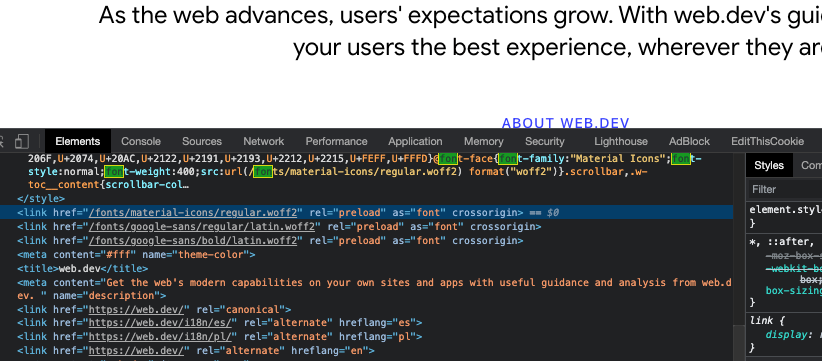 As the web advances, users' expectations grow. With web.dev's
your users the best experience, wherever they
ABOUT WEB.DEV
Elements Console Sources Network Performance Application Memory Security Lighthouse AdBlock EditThisCookie
206F,U+2074,U+20AC,U+2122,U+2191,U+2193,U+2212,U+2215,U+FEFF,U+FFFD}@font-face{font-family:"Material Icons";font-
style:normal;font-weight:400;src:url(/fonts/material-icons/regular.woff2) format("woff2")}.scrollbar,.w-
toc__content{scrollbar-col…
</style>
<link href="/fonts/material-icons/regular.woff2" rel="preload" as="font" crossorigin> == $0
<link href="/fonts/google-sans/regular/latin.woff2" rel="preload" as="font" crossorigin>
<link href="/fonts/google-sans/bold/latin.woff2" rel="preload" as="font" crossorigin>
<meta content="#fff" name="theme-color">
<title>web.dev</title>
<meta content="Get the web's modern capabilities on your own sites and apps with useful guidance and analysis from web.d
ev. " name="description">
<link href="https://web.dev/" rel="canonical">
<link href="https://web.dev/i18n/es/" rel="alternate" hreflang="es">
<link href="https://web.dev/i18n/pl/" rel="alternate" hreflang="pl">
<link href="https://web.dev/" rel="alternate" hreflang="en">
Styles
Filter
element.style
}
*, ::after,
-moz-box-s
-webkit-bo
box;
box-sizing
}
link {
display:
}